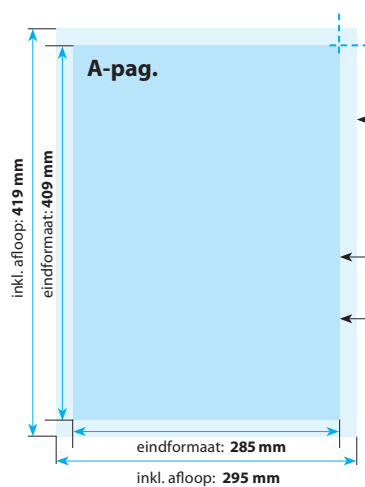 A-pag.
inkl. afloop: 419 mm
eindformaat: 409 mm
eindformaat: 285 mm
inkl. afloop: 295 mm